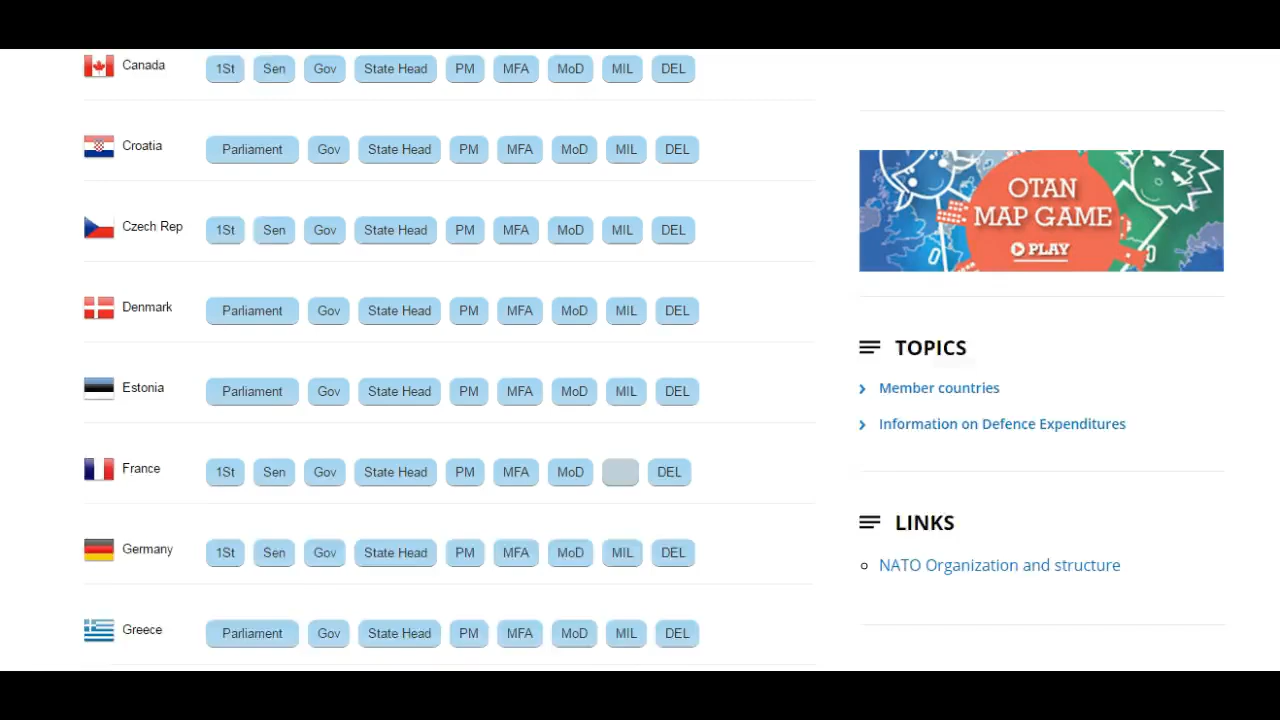 Canada 1St Sen Gov State Head PM MFA MoD MIL DEL
Croatia Parliament Gov State Head PM MFA MoD MIL DEL
Czech Rep 1St Sen Gov State Head PM MFA MoD MIL DEL
Denmark Parliament Gov State Head PM MFA MoD MIL DEL
Estonia Parliament Gov State Head PM MFA MoD MIL DEL
France 1St Sen Gov State Head PM MFA MoD DEL
Germany 1St Sen Gov State Head PM MFA MoD MIL DEL
Greece Parliament Gov State Head PM MFA MoD MIL DEL
OTAN
MAP GAME
PLAY
TOPICS
Member countries
Information on Defence Expenditures
LINKS
NATO Organization and structure